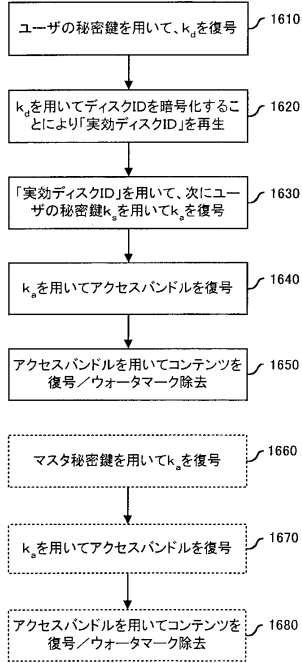 ユーザの秘密鍵を用いて、kdを復号
1610
kdを用いてディスクIDを暗号化するこ
とにより「実効ディスクID」を再生
1620
「実効ディスクID」を用いて、次にユー
ザの秘密鍵ksを用いてkaを復号
1630
kaを用いてアクセスバンドルを復号
1640
アクセスバンドルを用いてコンテンツを
復号／ウォータマーク除去
1650
マスタ秘密鍵を用いてkaを復号
1660
kaを用いてアクセスバンドルを復号
1670
アクセスバンドルを用いてコンテンツを
復号／ウォータマーク除去
1680